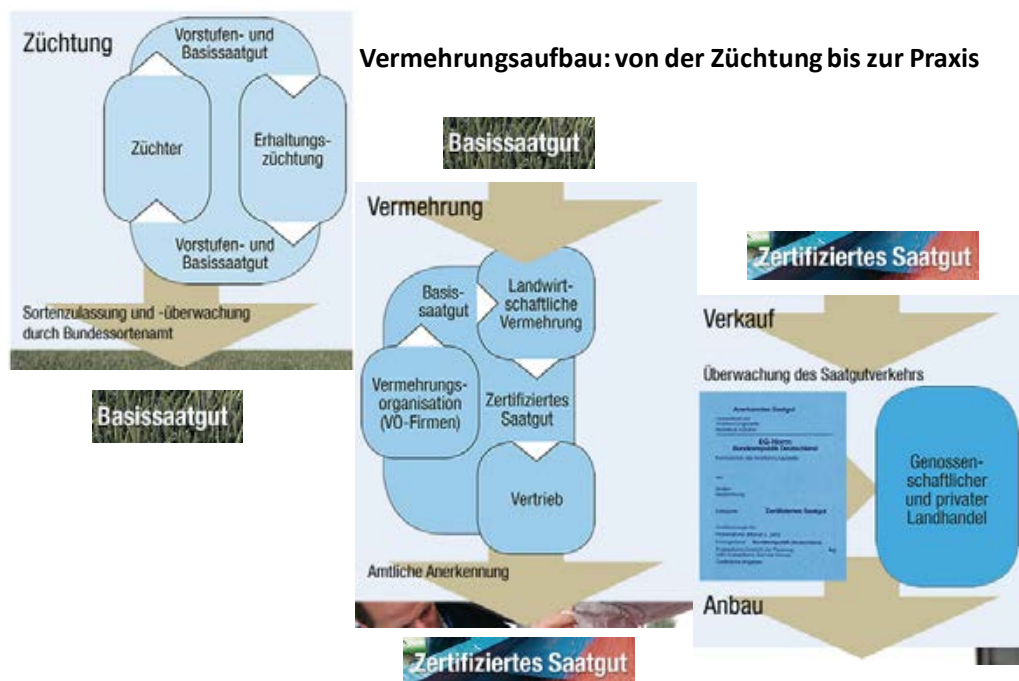 Vermehrungsaufbau: von der Züchtung bis zur Praxis
Züchtung
Vorstufen- und
Basissaatgut
Züchter
Erhaltungs-
züchtung
Vorstufen- und
Basissaatgut
Sortenzulassung und -überwachung
durch Bundessortenamt
Basissaatgut
Basissaatgut
Vermehrung
Basis-
saatgut
Landwirt-
schaftliche
Vermehrung
Vermehrungs-
organisation
(VO-Firmen)
Zertifiziertes
Saatgut
Vertrieb
Amtliche Anerkennung
Zertifiziertes Saatgut
Zertifiziertes Saatgut
Verkauf
Überwachung des Saatgutverkehrs
Anerkanntes Saatgut
EG-Norm
Bundesrepublik Deutschland
Zertifiziertes Saatgut
Bundesrepublik Deutschland
kg
Genossen-
schaftlicher
und privater
Landhandel
Anbau